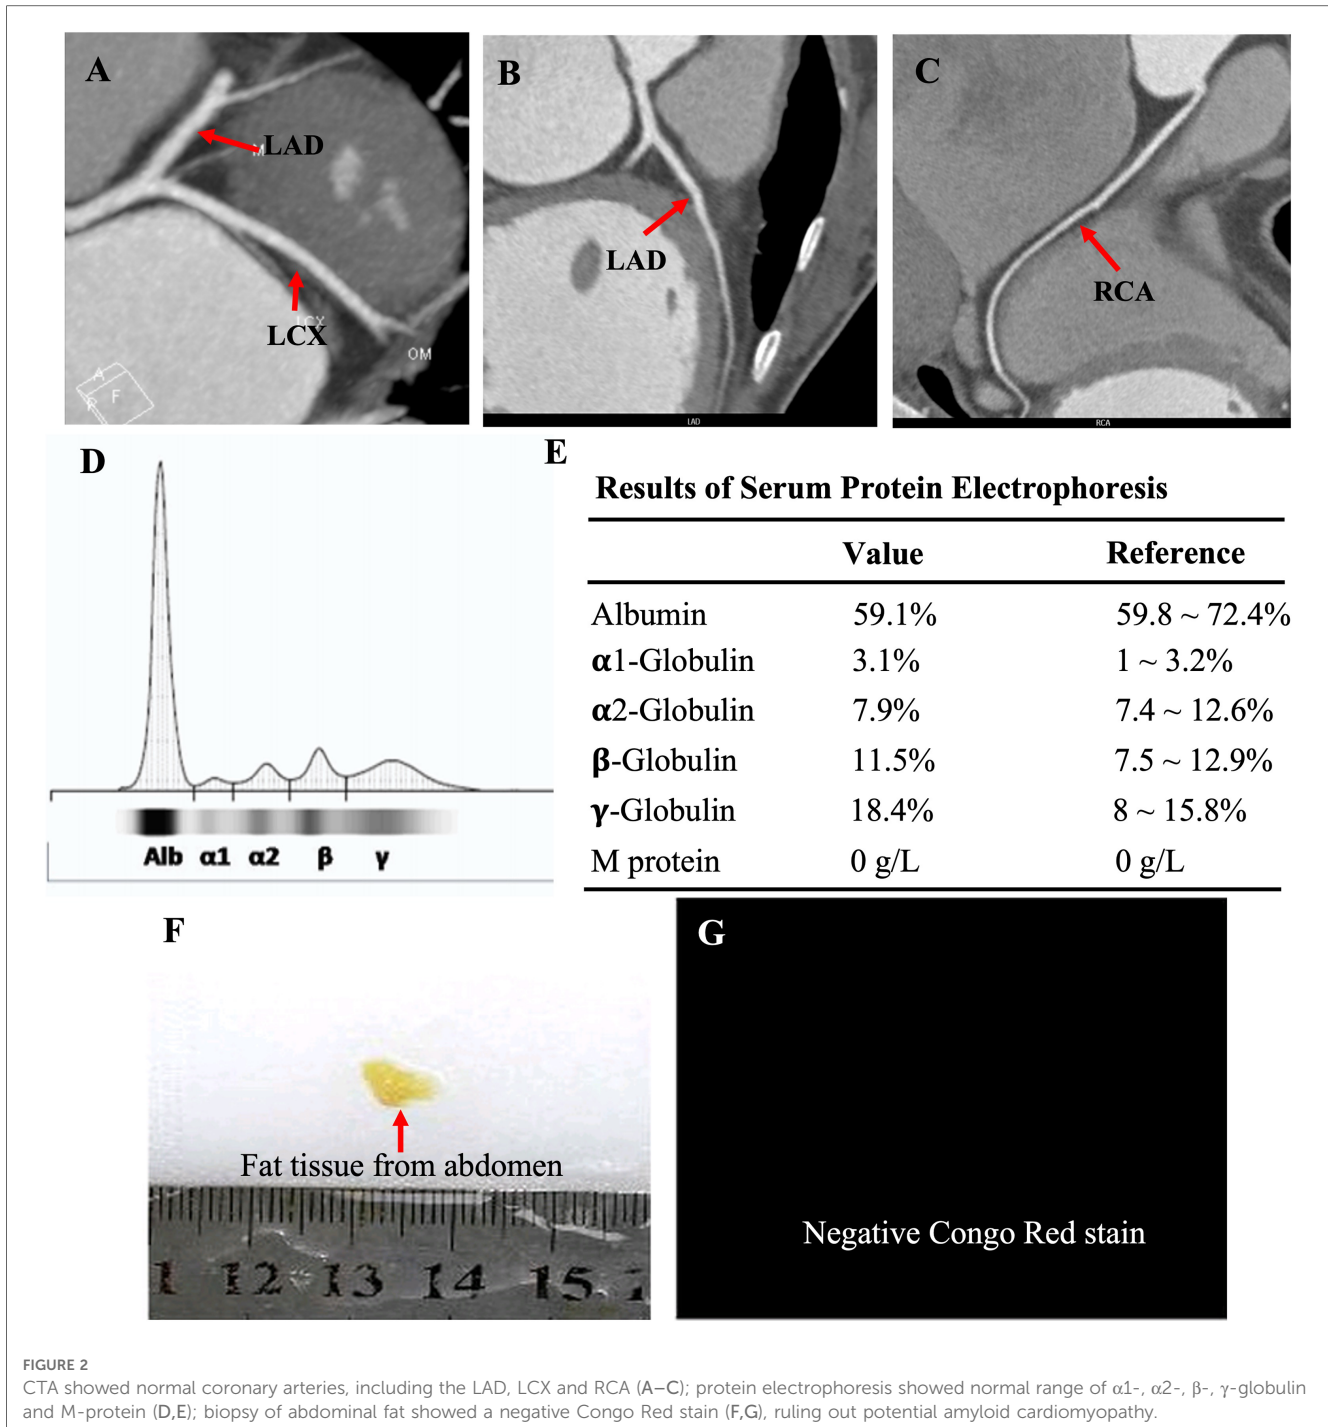 A
LAD
M
LCX
LCX
OM
A
F
B
LAD
LAD
C
RCA
RCA
D
Alb α1 α2 β γ
E
Results of Serum Protein Electrophoresis
Value Reference
Albumin 59.1% 59.8 ~ 72.4%
α1-Globulin 3.1% 1 ~ 3.2%
α2-Globulin 7.9% 7.4 ~ 12.6%
β-Globulin 11.5% 7.5 ~ 12.9%
γ-Globulin 18.4% 8 ~ 15.8%
M protein 0 g/L 0 g/L
F
Fat tissue from abdomen
12 13 14 15
G
Negative Congo Red stain
FIGURE 2
CTA showed normal coronary arteries, including the LAD, LCX and RCA (A–C); protein electrophoresis showed normal range of α1-, α2-, β-, γ-globulin
and M-protein (D,E); biopsy of abdominal fat showed a negative Congo Red stain (F,G), ruling out potential amyloid cardiomyopathy.